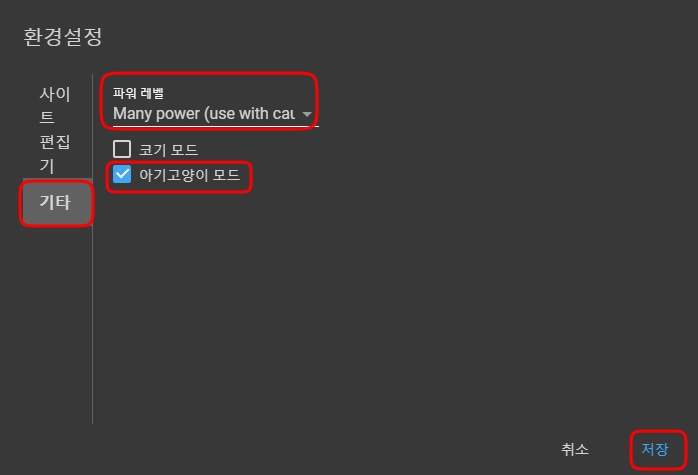 환경설정
사이
트
편집
기
기타
파워 레벨
Many power (use with cau
코기 모드
아기고양이 모드
취소
저장